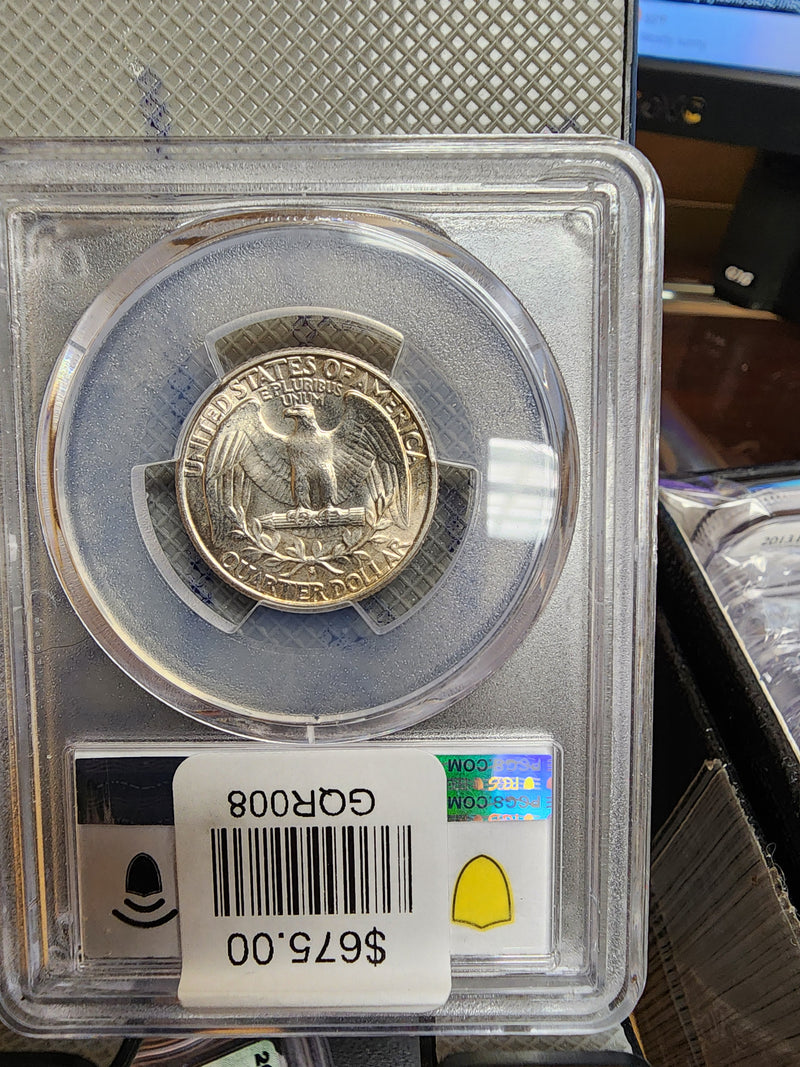 UNITED STATES OF AMERICA
E PLURIBUS
UNUM
S
QUARTER DOLLAR
PCGS.COM
PCGS.COM
GQR008
$675.00